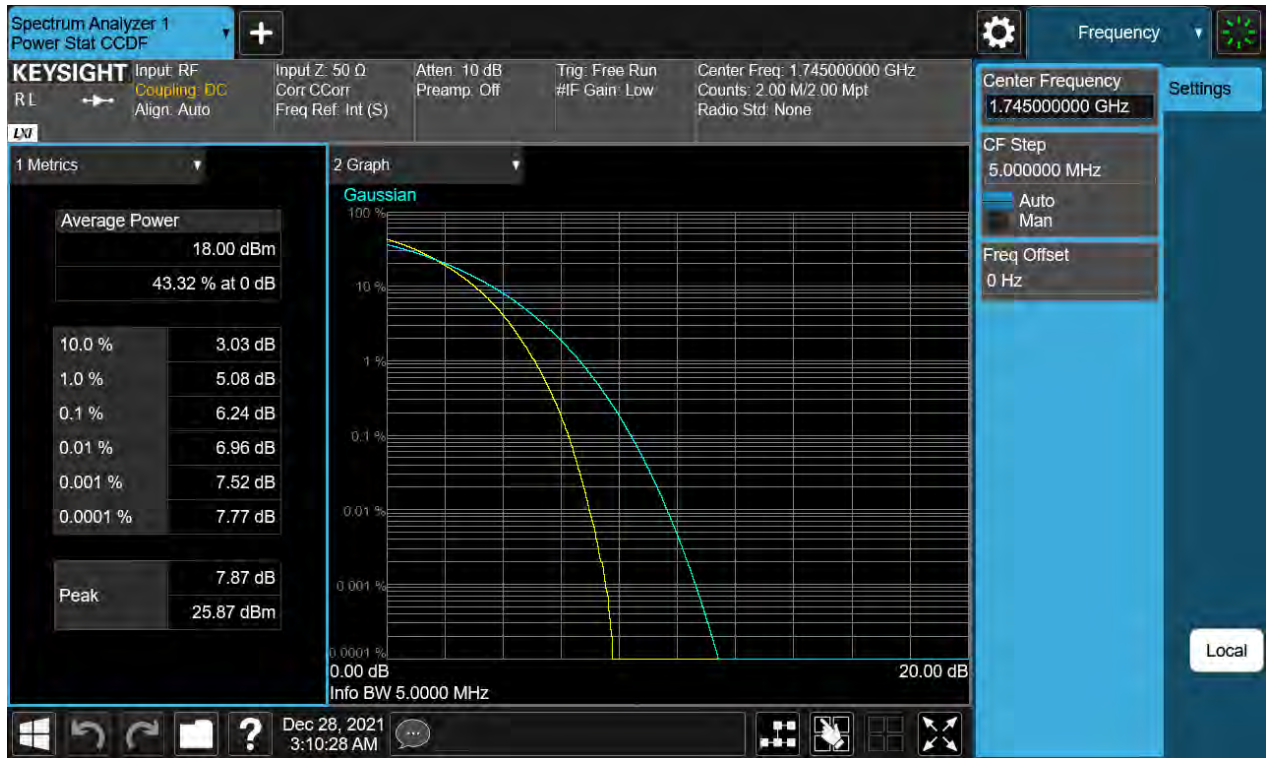 Spectrum Analyzer 1
Power Stat CCDF
+
Frequency
KEYSIGHT
RL
LXI
Input: RF
Coupling: DC
Align: Auto
Input Z: 50 Ω
Corr CCorr
Freq Ref: Int (S)
Atten: 10 dB
Preamp: Off
Trig: Free Run
#IF Gain: Low
Center Freq: 1.745000000 GHz
Counts: 2.00 M/2.00 Mpt
Radio Std: None
Center Frequency
1.745000000 GHz
Settings
CF Step
5.000000 MHz
Auto
Man
Freq Offset
0 Hz
1 Metrics
Average Power
18.00 dBm
43.32 % at 0 dB
10.0 % 3.03 dB
1.0 % 5.08 dB
0.1 % 6.24 dB
0.01 % 6.96 dB
0.001 % 7.52 dB
0.0001 % 7.77 dB
Peak
7.87 dB
25.87 dBm
2 Graph
Gaussian
100 %
10 %
1 %
0.1 %
0.01 %
0.001 %
0.0001 %
0.00 dB 20.00 dB
Info BW 5.0000 MHz
Local
?
Dec 28, 2021
3:10:28 AM